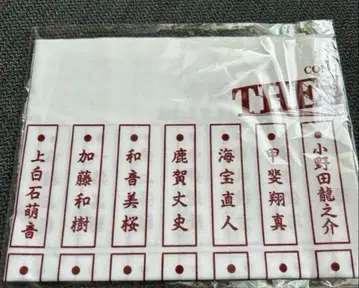 CO
THE
小野田龍之介
甲斐翔真
海宝直人
鹿賀丈史
和音美桜
加藤和樹
上白石萌音